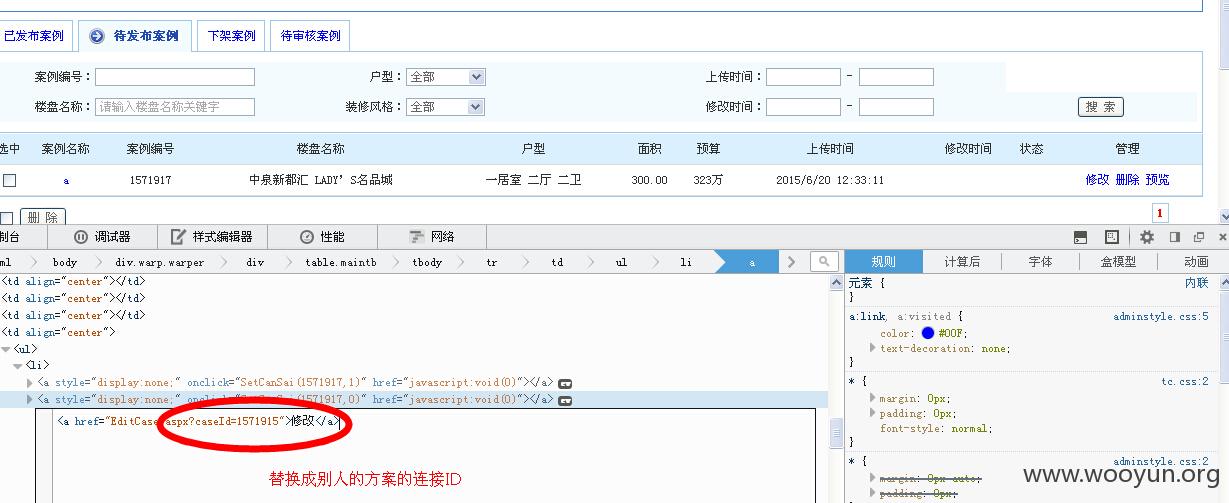 已发布案例 待发布案例 下架案例 待审核案例
案例编号： 户型： 全部 上传时间： -
楼盘名称： 请输入楼盘名称关键字 装修风格： 全部 修改时间： - 搜 索
选中 案例名称 案例编号 楼盘名称 户型 面积 预算 上传时间 修改时间 状态 管理
a 1571917 中泉新都汇 LADY’S名品城 一居室 二厅 二卫 300.00 323万 2015/6/20 12:33:11 修改 删除 预览
删 除 1
制台 调试器 样式编辑器 性能 网络
ml body div.warp.warper div table.maintb tbody tr td ul li a 规则 计算后 字体 盒模型 动画
<td align="center"></td>
<td align="center"></td>
<td align="center"></td>
<td align="center">
<ul>
<li>
<a style="display:none;" onclick="SetCanSai(1571917,1)" href="javascript:void(0)"></a>
<a style="display:none;" onclick="SetCanSai(1571917,0)" href="javascript:void(0)"></a>
<a href="EditCase.aspx?caseId=1571915">修改</a>
替换成别人的方案的连接ID
元素 { 内联
}
a:link, a:visited { adminstyle.css:5
color: #00F;
text-decoration: none;
}
* { tc.css:2
margin: 0px;
padding: 0px;
font-style: normal;
}
* { adminstyle.css:2
margin: 0px auto;
padding: 0px;
www.wooyun.org